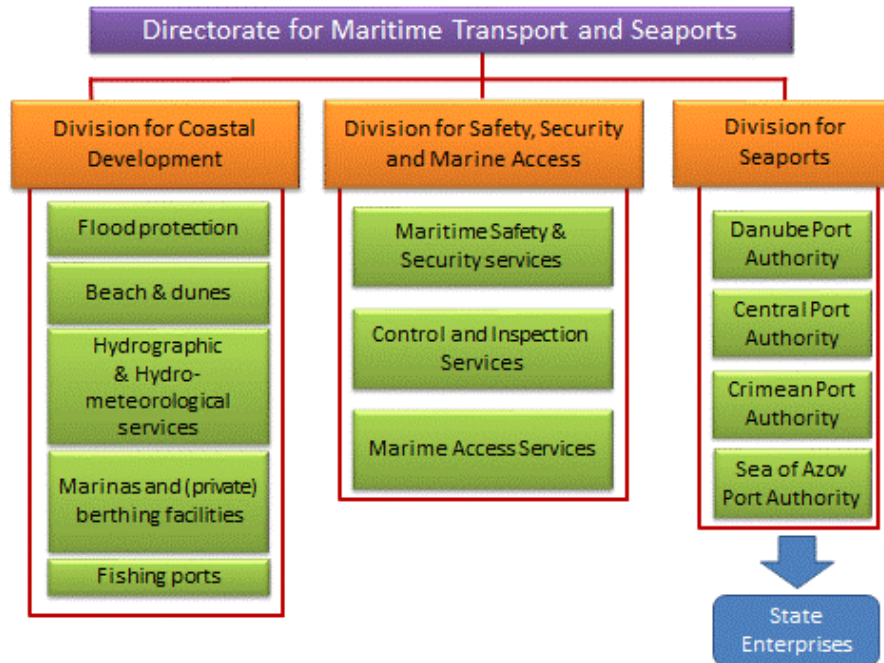 Directorate for Maritime Transport and Seaports
Division for Coastal
Development
Flood protection
Beach & dunes
Hydrographic
& Hydro-
meteorological
services
Marinas and (private)
berthing facilities
Fishing ports
Division for Safety, Security
and Marine Access
Maritime Safety &
Security services
Control and Inspection
Services
Marime Access Services
Division for
Seaports
Danube Port
Authority
Central Port
Authority
Crimean Port
Authority
Sea of Azov
Port Authority
State
Enterprises